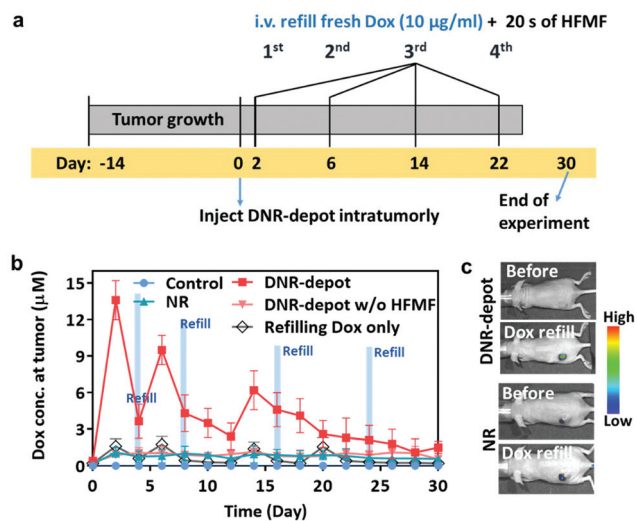 a
i.v. refill fresh Dox (10 μg/ml) + 20 s of HFMF
1st 2nd 3rd 4th
Tumor growth
Day: -14 0 2 6 14 22 30
Inject DNR-depot intratumorly
End of
experiment
b
Dox conc. at tumor (μM)
15
12
9
6
3
0
Control
NR
DNR-depot
DNR-depot w/o HFMF
Refilling Dox only
Refill
Refill
Refill
Refill
0 5 10 15 20 25 30
Time (Day)
c
DNR-depot
Before
Dox refill
NR
Before
Dox refill
High
Low